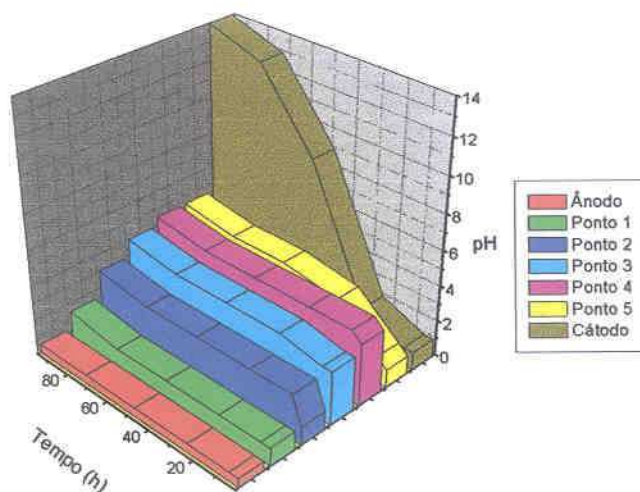 14
12
10
8
6
4
2
0
pH
80
60
40
20
Tempo (h)
Ânodo
Ponto 1
Ponto 2
Ponto 3
Ponto 4
Ponto 5
Cátodo